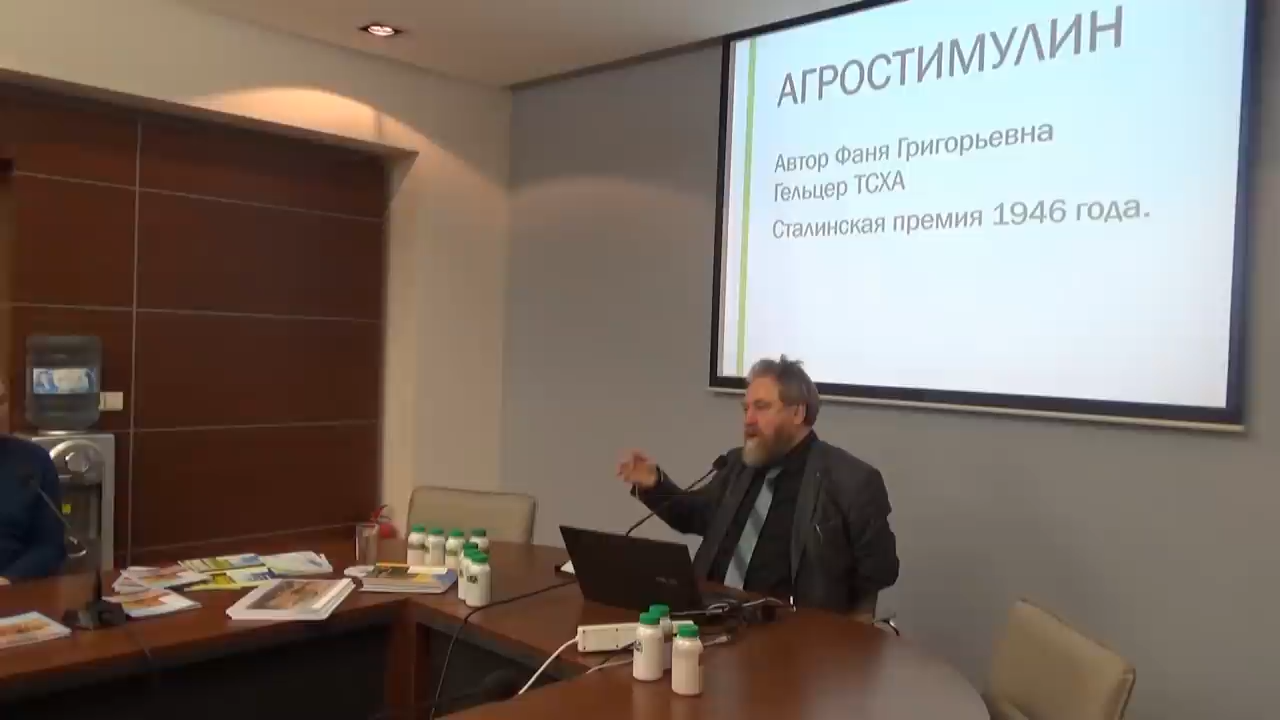 АГРОСТИМУЛИН
Автор Фаня Григорьевна
Гельцер ТСХА
Сталинская премия 1946 года.